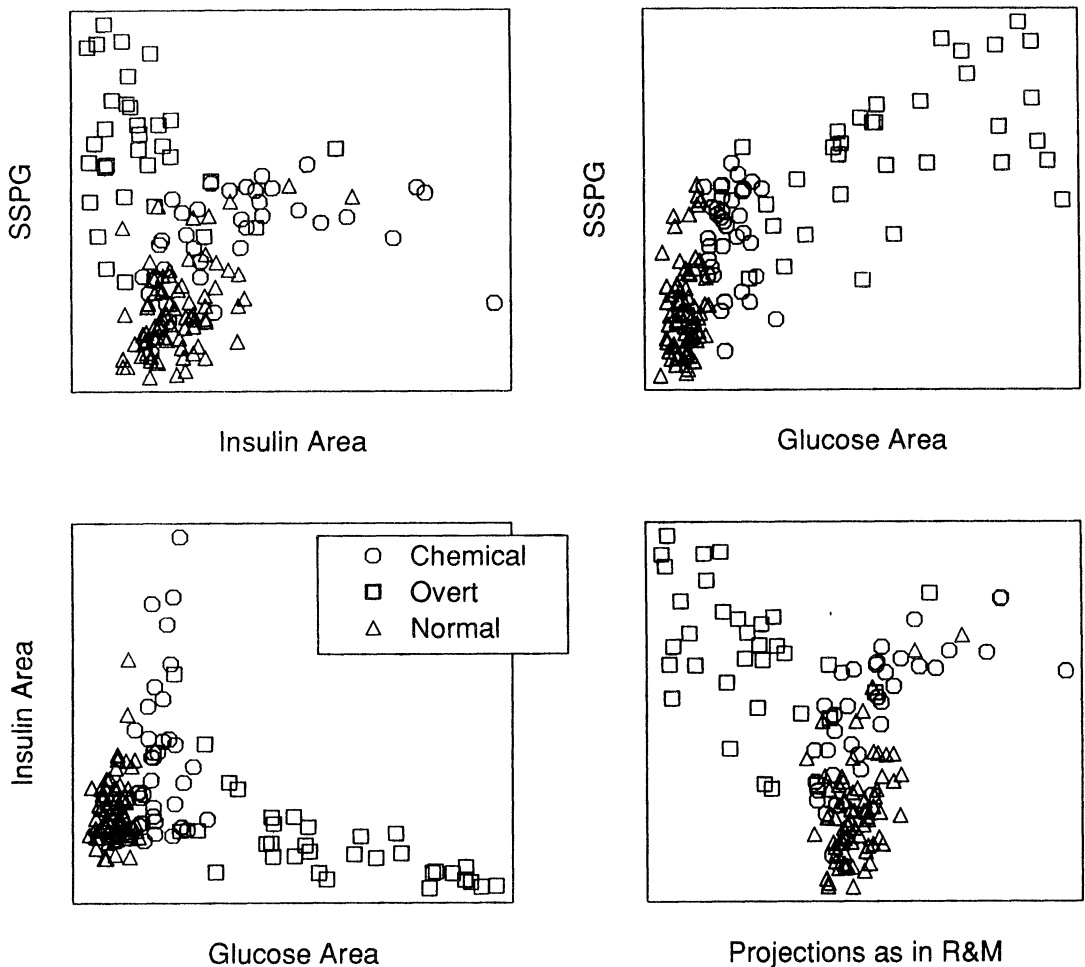 SSPG
Insulin Area
SSPG
Glucose Area
Insulin Area
Chemical
Overt
Normal
Glucose Area
Projections as in R&M